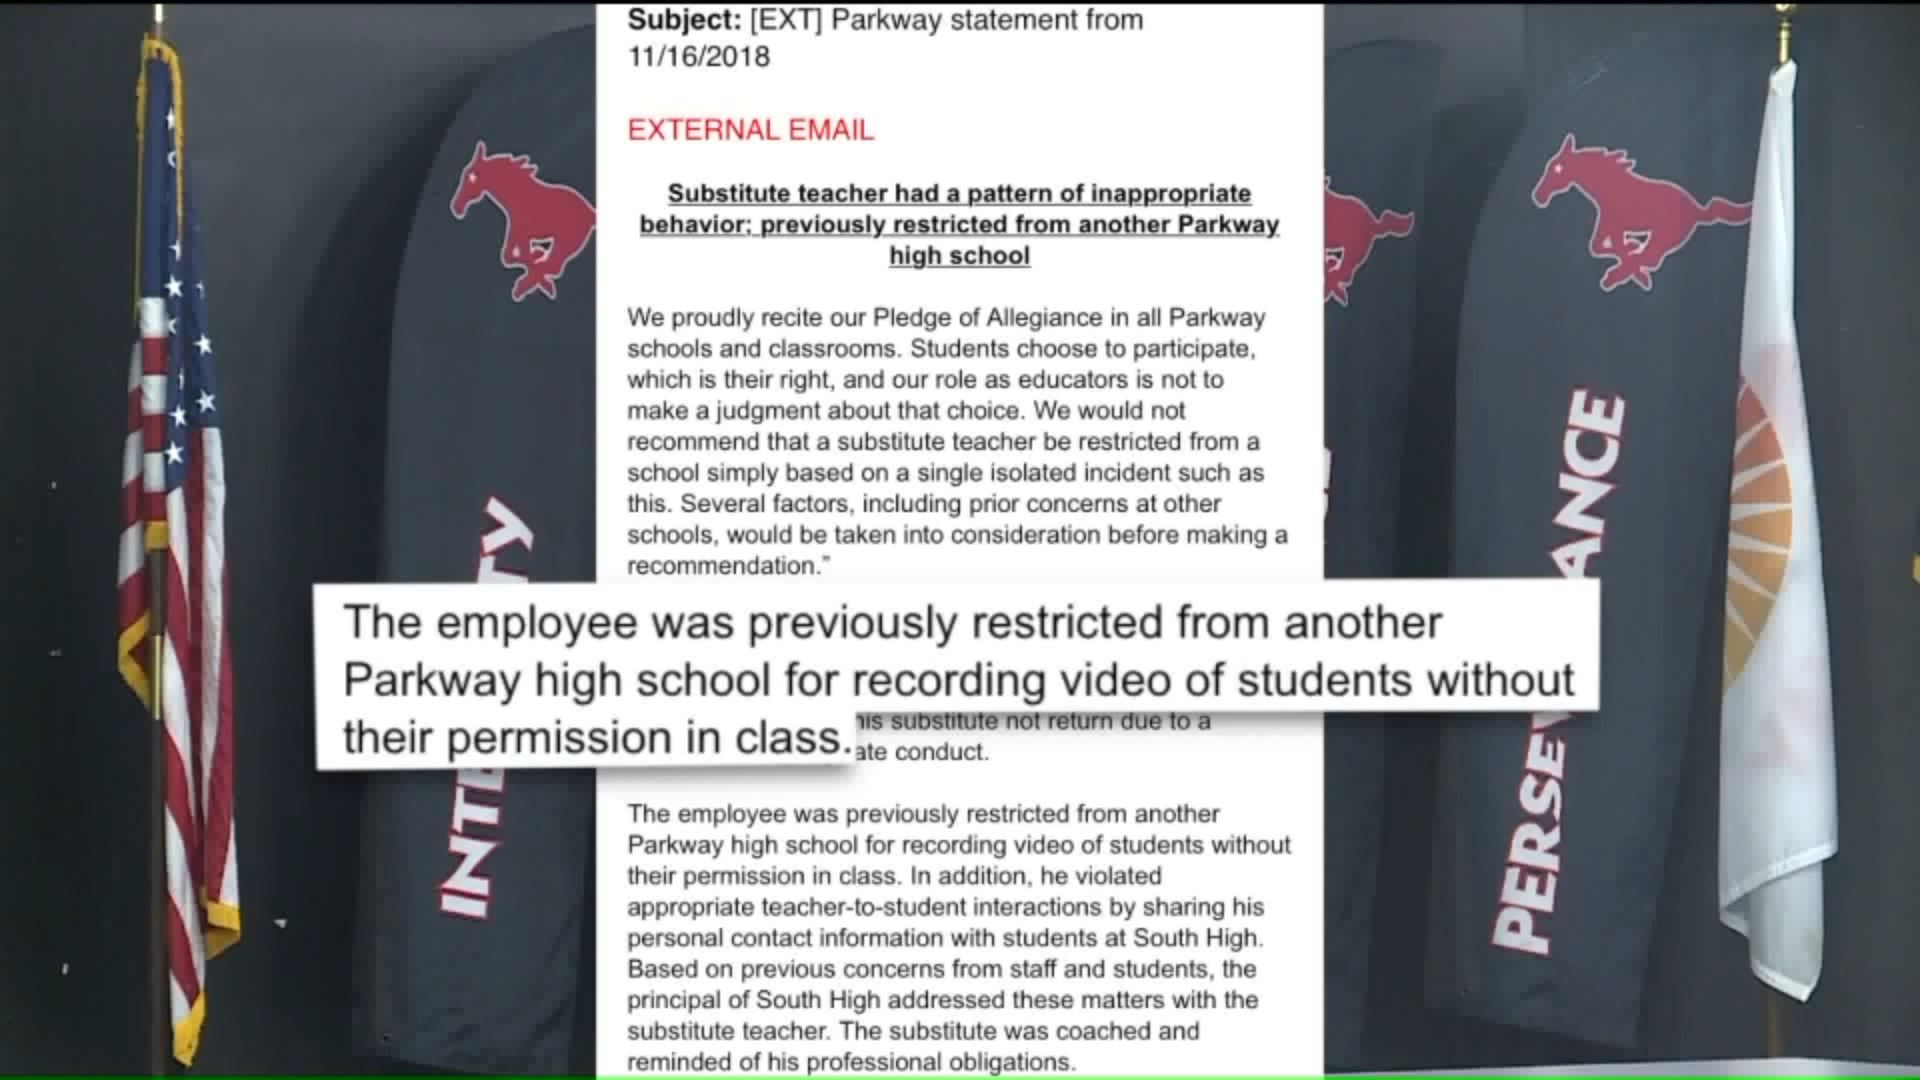 Subject: [EXT] Parkway statement from
11/16/2018
EXTERNAL EMAIL
Substitute teacher had a pattern of inappropriate
behavior; previously restricted from another Parkway
high school
We proudly recite our Pledge of Allegiance in all Parkway
schools and classrooms. Students choose to participate,
which is their right, and our role as educators is not to
make a judgment about that choice. We would not
recommend that a substitute teacher be restricted from a
school simply based on a single isolated incident such as
this. Several factors, including prior concerns at other
schools, would be taken into consideration before making a
recommendation.”
The employee was previously restricted from another
Parkway high school for recording video of students without
their permission in class.
substitute not return due to a
conduct.
The employee was previously restricted from another
Parkway high school for recording video of students without
their permission in class. In addition, he violated
appropriate teacher-to-student interactions by sharing his
personal contact information with students at South High.
Based on previous concerns from staff and students, the
principal of South High addressed these matters with the
substitute teacher. The substitute was coached and
reminded of his professional obligations.